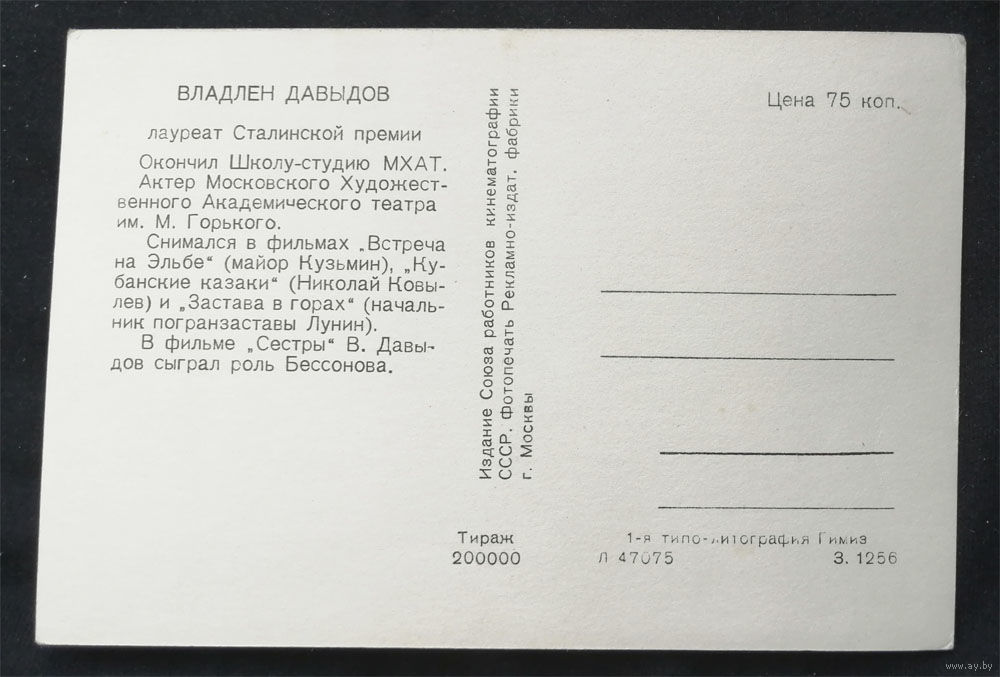 ВЛАДЛЕН ДАВЫДОВ
лауреат Сталинской премии
Окончил Школу-студию МХАТ.
Актер Московского Художест-
венного Академического театра
им. М. Горького.
Снимался в фильмах „Встреча
на Эльбе“ (майор Кузьмин), „Ку-
банские казаки“ (Николай Ковы-
лев) и „Застава в горах“ (началь-
ник погранзаставы Лунин).
В фильме „Сестры“ В. Давы-
дов сыграл роль Бессонова.
Издание Союза работников кинематографии
СССР. фотопечать Рекламно-издат. фабрики
г. Москвы
Тираж
200000
Цена 75 коп.
1-я типо-литография Гимиз
Л 47075 З. 1256
www.ay.by